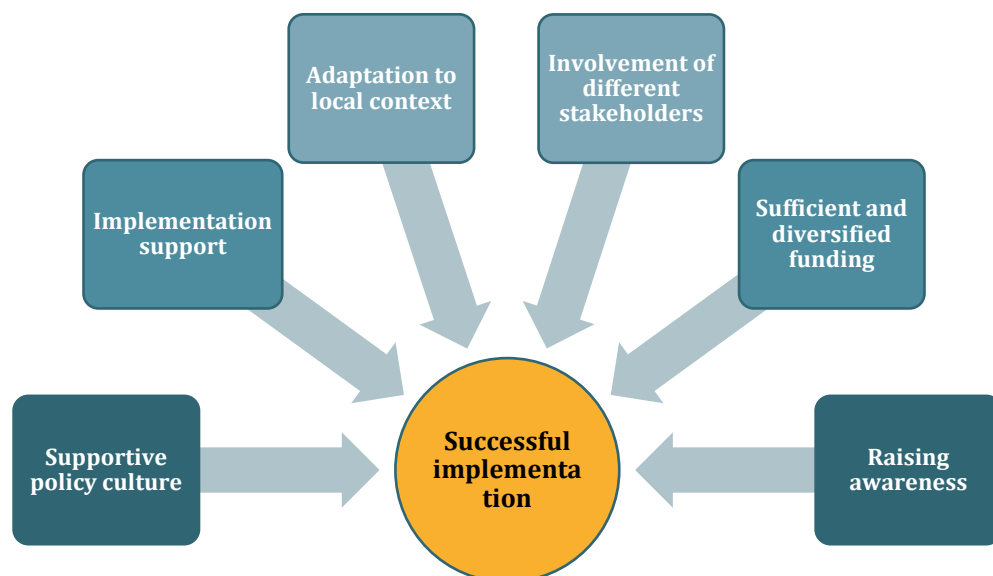 Adaptation to
local context
Involvement of
different
stakeholders
Implementation
support
Sufficient and
diversified
funding
Supportive
policy culture
Successful
implementa
tion
Raising
awareness